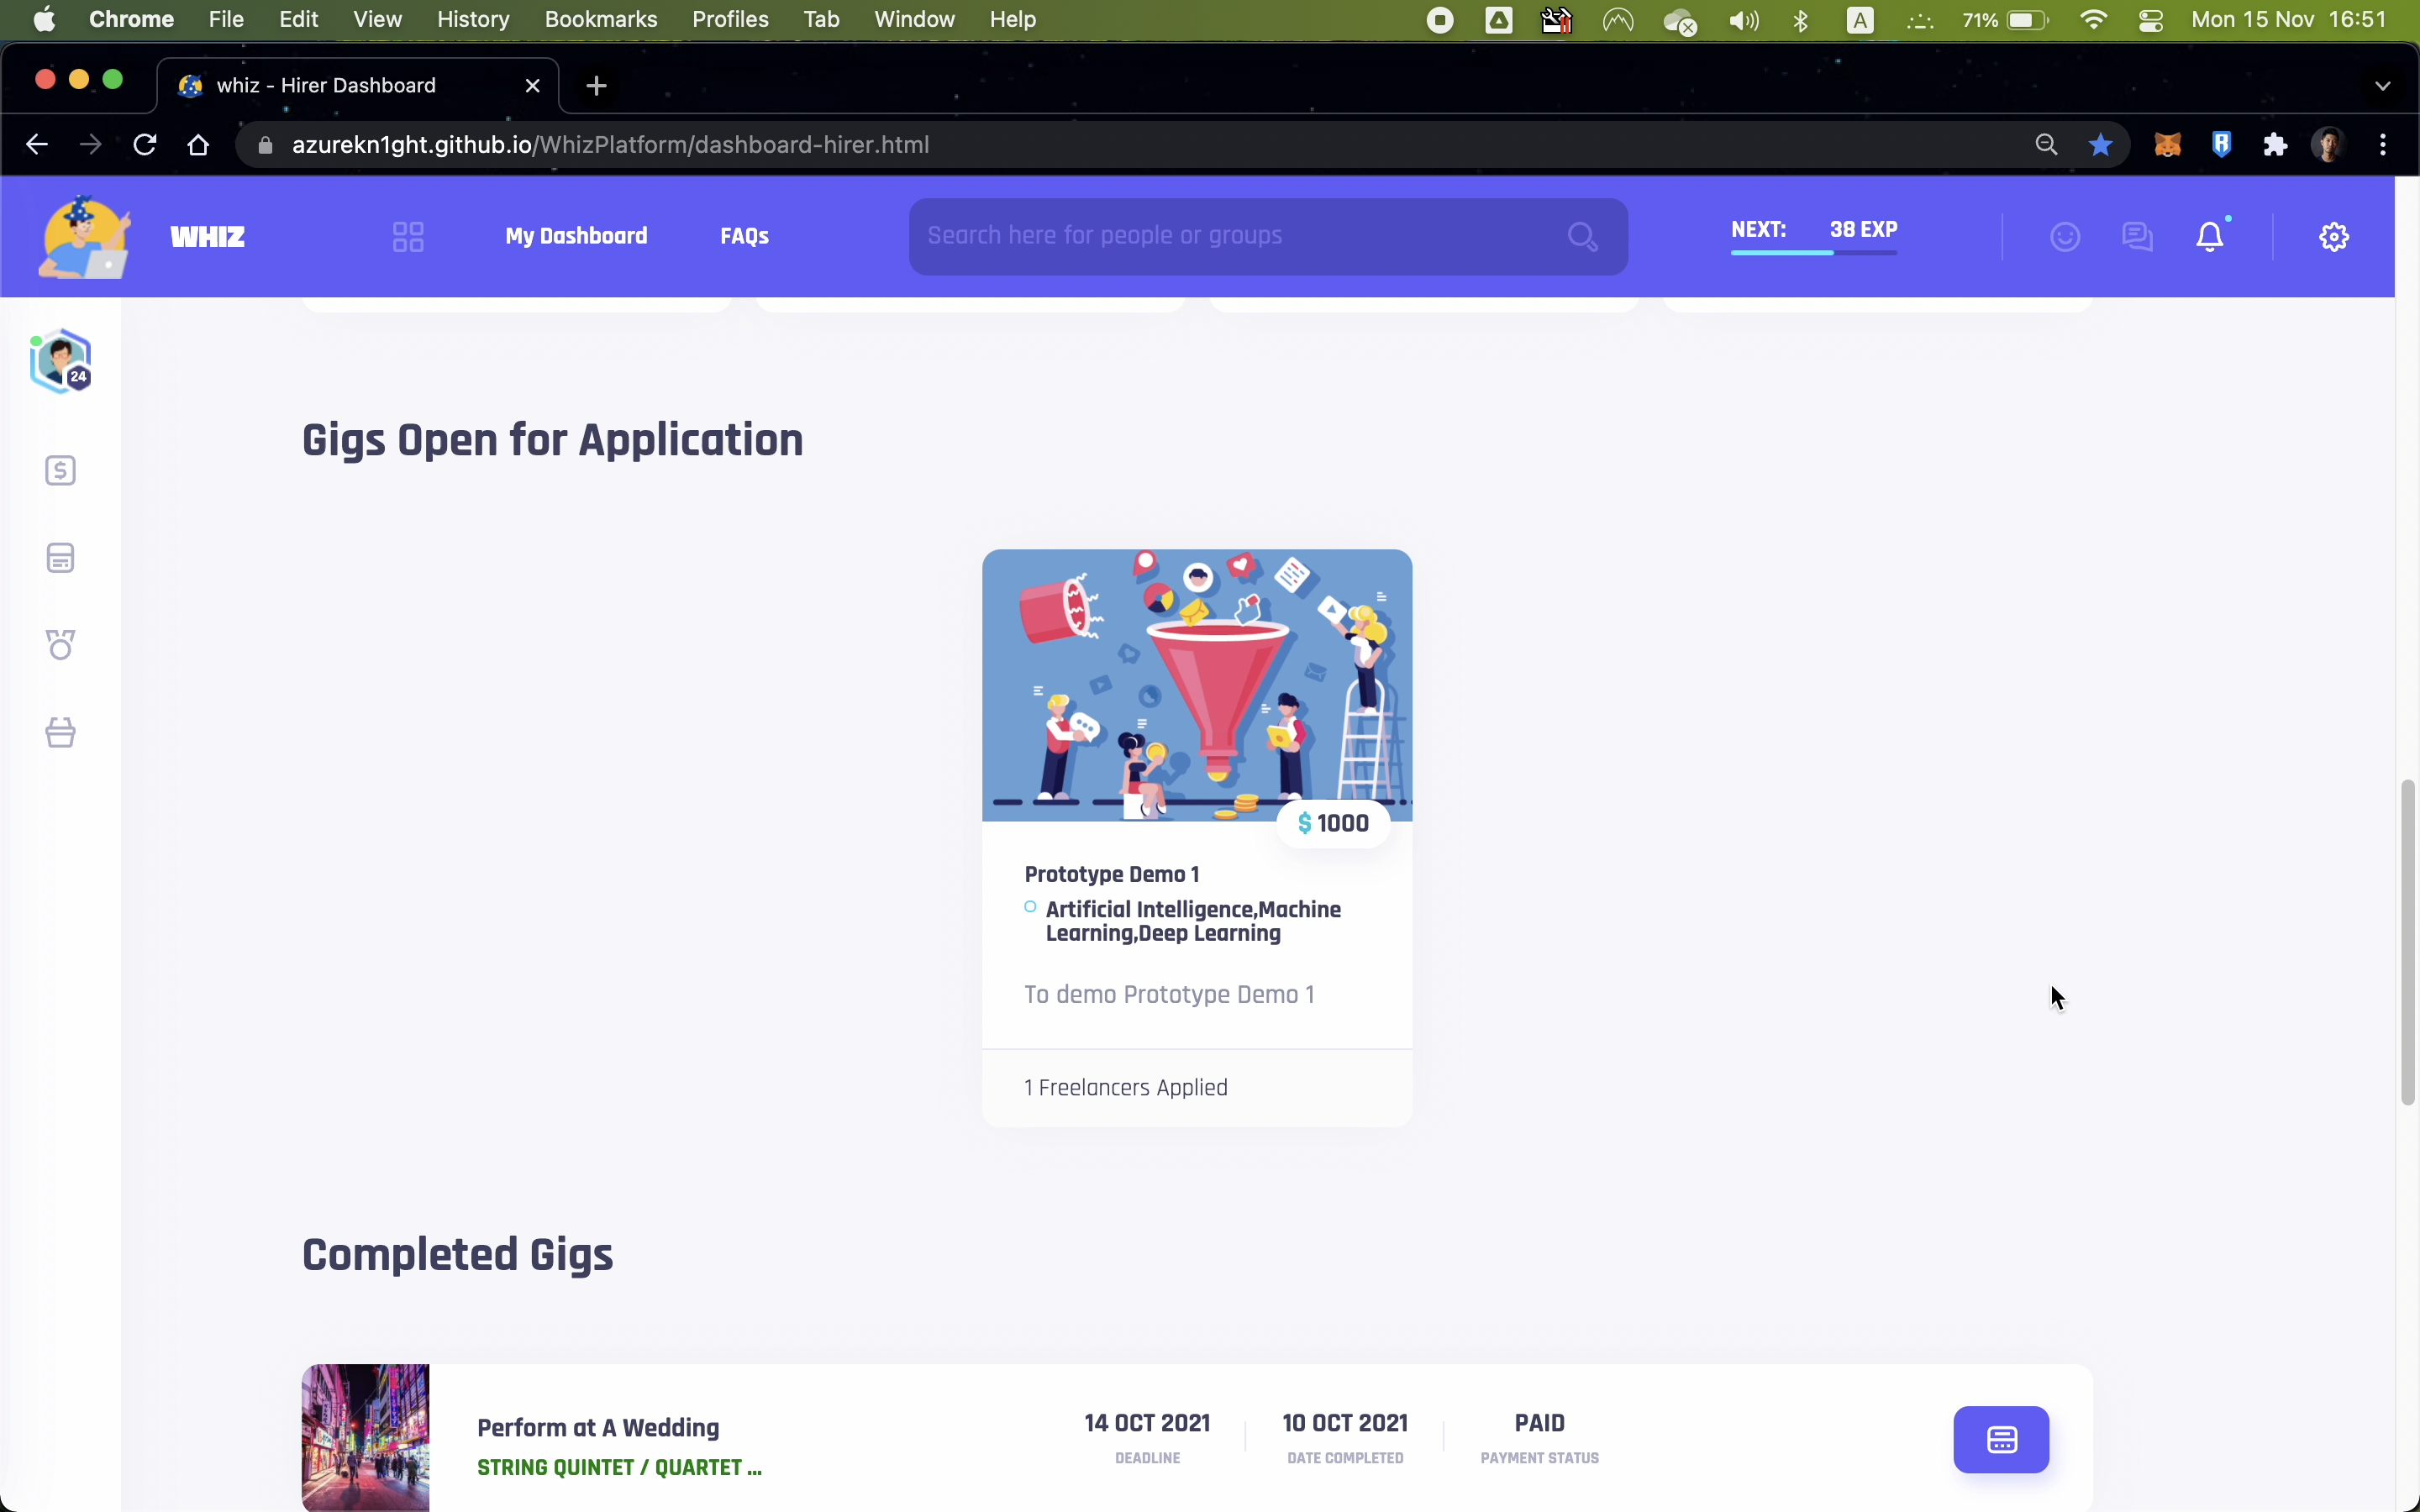 Chrome File Edit View History Bookmarks Profiles Tab Window Help A 71% Mon 15 Nov 16:51
whiz - Hirer Dashboard
azurekn1ght.github.io/WhizPlatform/dashboard-hirer.html
WHIZ My Dashboard FAQs Search here for people or groups NEXT: 38 EXP
24
Gigs Open for Application
$ 1000
Prototype Demo 1
Artificial Intelligence,Machine
Learning,Deep Learning
To demo Prototype Demo 1
1 Freelancers Applied
Completed Gigs
Perform at A Wedding
STRING QUINTET / QUARTET ...
14 OCT 2021 10 OCT 2021 PAID
DEADLINE DATE COMPLETED PAYMENT STATUS